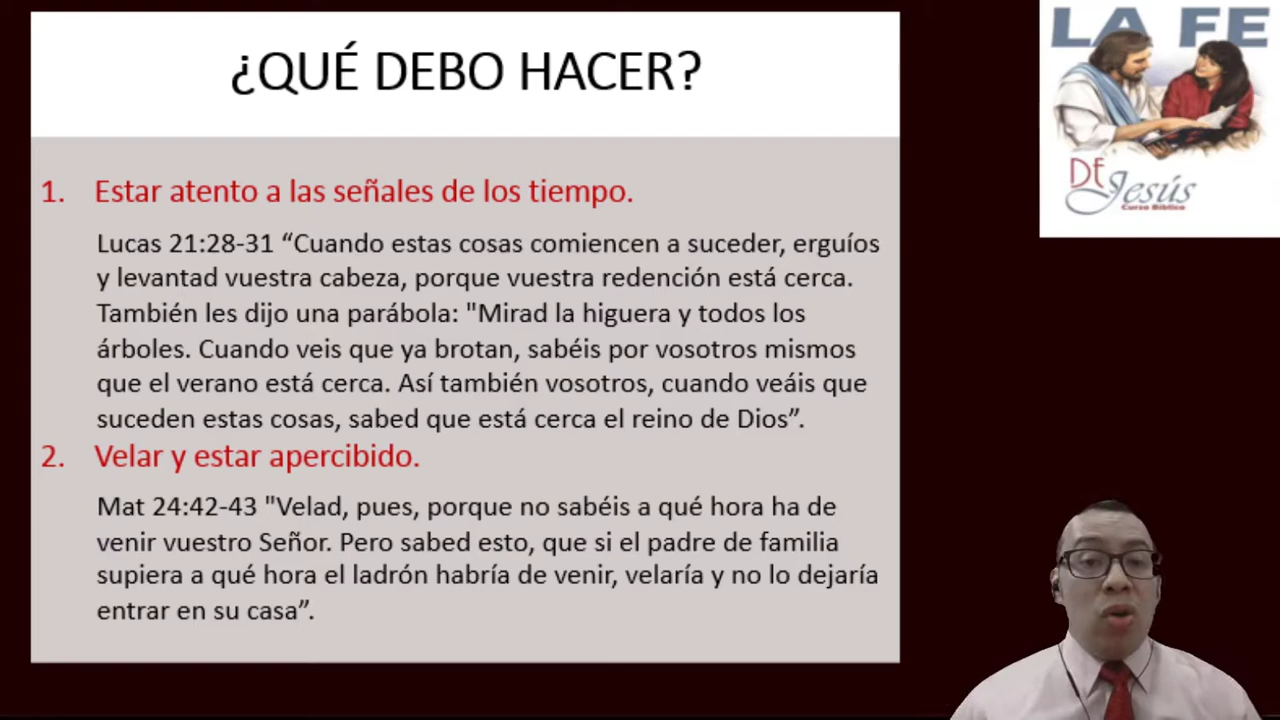 ¿QUÉ DEBO HACER?
1. Estar atento a las señales de los tiempo.
Lucas 21:28-31 “Cuando estas cosas comiencen a suceder, erguíos
y levantad vuestra cabeza, porque vuestra redención está cerca.
También les dijo una parábola: "Mirad la higuera y todos los
árboles. Cuando veis que ya brotan, sabéis por vosotros mismos
que el verano está cerca. Así también vosotros, cuando veáis que
suceden estas cosas, sabed que está cerca el reino de Dios”.
2. Velar y estar apercibido.
Mat 24:42-43 "Velad, pues, porque no sabéis a qué hora ha de
venir vuestro Señor. Pero sabed esto, que si el padre de familia
supiera a qué hora el ladrón habría de venir, velaría y no lo dejaría
entrar en su casa”.
LA FE
DE
Jesús
Curso Bíblico